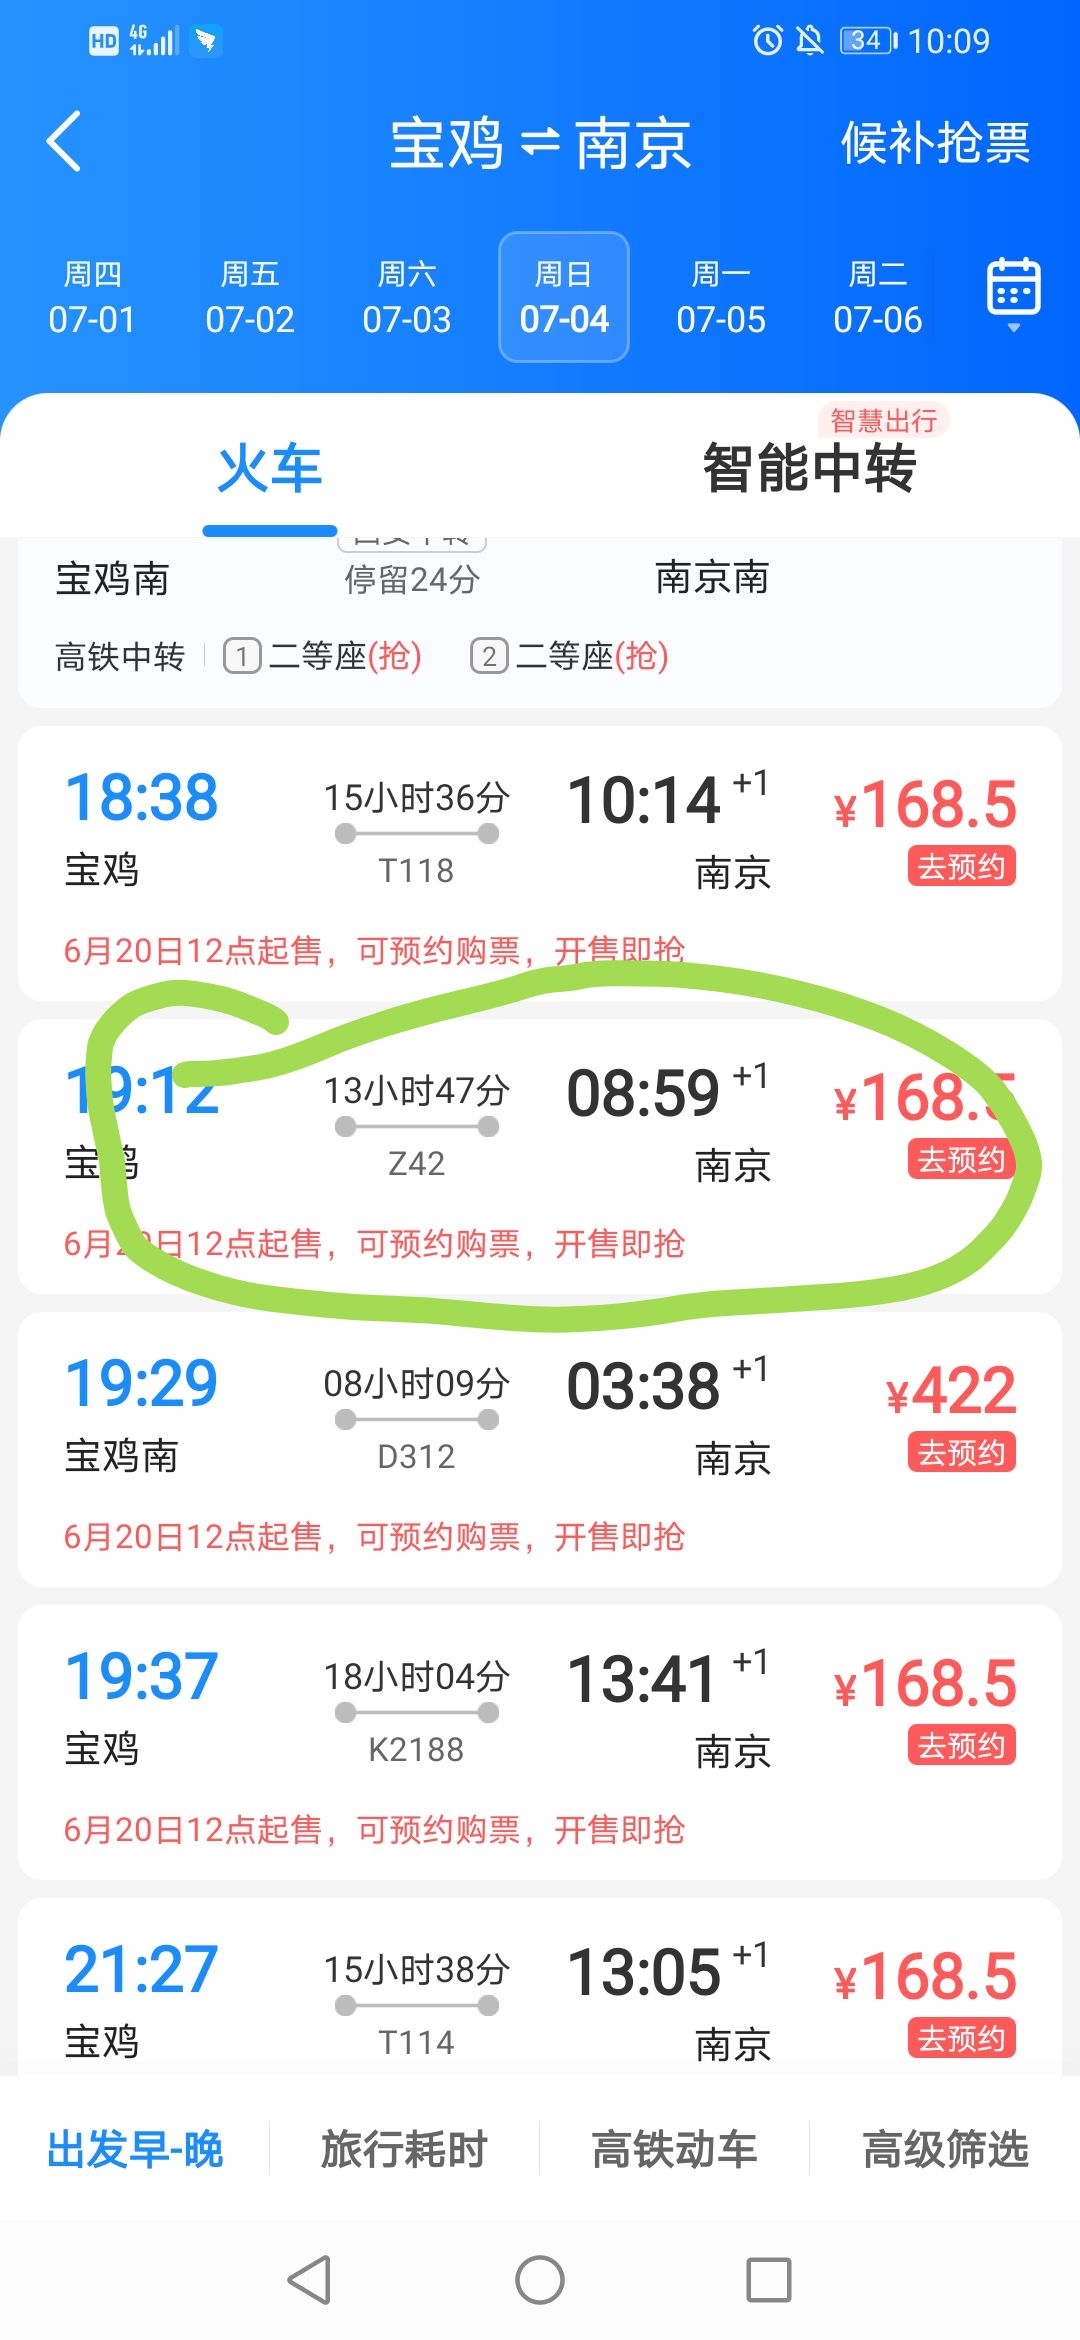 HD 4G 34 10:09
宝鸡⇌南京 候补抢票
周四 周五 周六 周日 周一 周二
07-01 07-02 07-03 07-04 07-05 07-06
智慧出行
火车 智能中转
宝鸡南 停留24分 南京南
高铁中转 1 二等座(抢) 2 二等座(抢)
18:38 15小时36分 10:14 +1 ¥168.5
宝鸡 T118 南京 去预约
6月20日12点起售，可预约购票，开售即抢
19:12 13小时47分 08:59 +1 ¥168.5
宝鸡 Z42 南京 去预约
6月20日12点起售，可预约购票，开售即抢
19:29 08小时09分 03:38 +1 ¥422
宝鸡南 D312 南京 去预约
6月20日12点起售，可预约购票，开售即抢
19:37 18小时04分 13:41 +1 ¥168.5
宝鸡 K2188 南京 去预约
6月20日12点起售，可预约购票，开售即抢
21:27 15小时38分 13:05 +1 ¥168.5
宝鸡 T114 南京 去预约
出发早-晚 旅行耗时 高铁动车 高级筛选